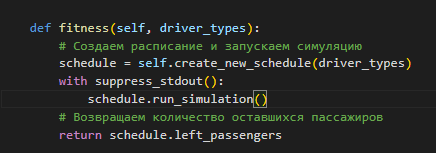 def fitness(self, driver_types):
# Создаем расписание и запускаем симуляцию
schedule = self.create_new_schedule(driver_types)
with suppress_stdout():
schedule.run_simulation()
# Возвращаем количество оставшихся пассажиров
return schedule.left_passengers